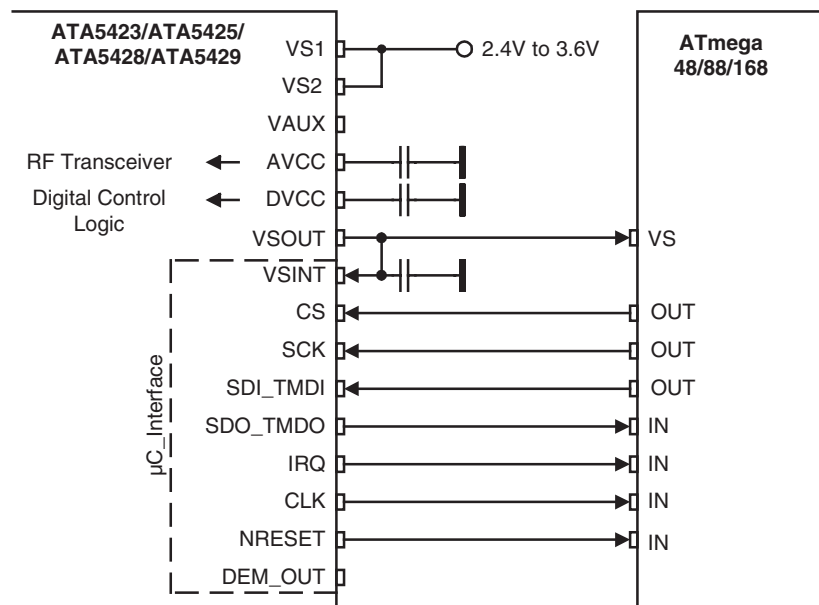 ATA5423/ATA5425/
ATA5428/ATA5429
ATmega
48/88/168
VS1
2.4V to 3.6V
VS2
VAUX
RF Transceiver
AVCC
Digital Control
Logic
DVCC
VSOUT
VS
VSINT
CS
OUT
SCK
OUT
SDI_TMDI
OUT
SDO_TMDO
IN
IRQ
IN
CLK
IN
NRESET
IN
DEM_OUT
µC_Interface